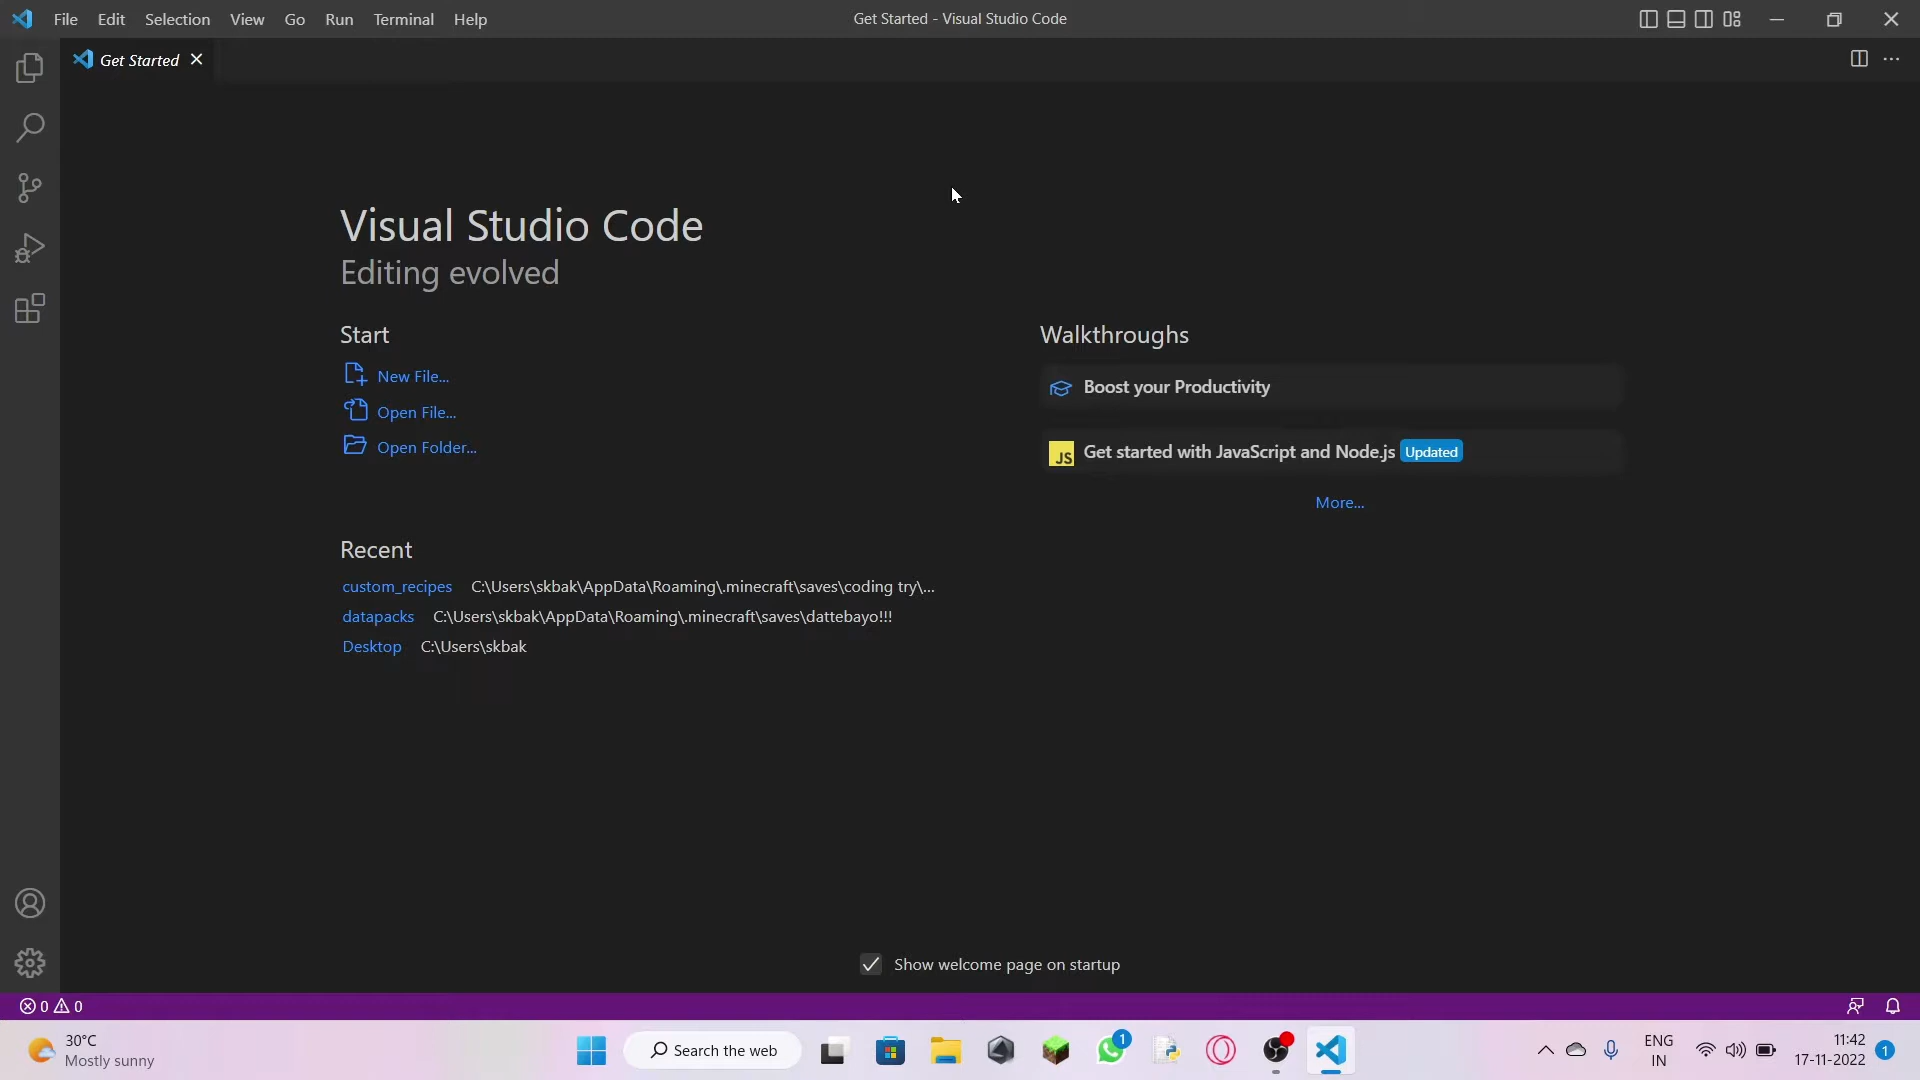 File Edit Selection View Go Run Terminal Help
Get Started - Visual Studio Code
Get Started
Visual Studio Code
Editing evolved
Start
New File...
Open File...
Open Folder...
Walkthroughs
Boost your Productivity
JS Get started with JavaScript and Node.js Updated
More...
Recent
custom_recipes C:\Users\skbak\AppData\Roaming\.minecraft\saves\coding try\...
datapacks C:\Users\skbak\AppData\Roaming\.minecraft\saves\dattebayo!!!
Desktop C:\Users\skbak
Show welcome page on startup
0 0
30°C
Mostly sunny
Search the web
1
ENG
IN
11:42
17-11-2022
1